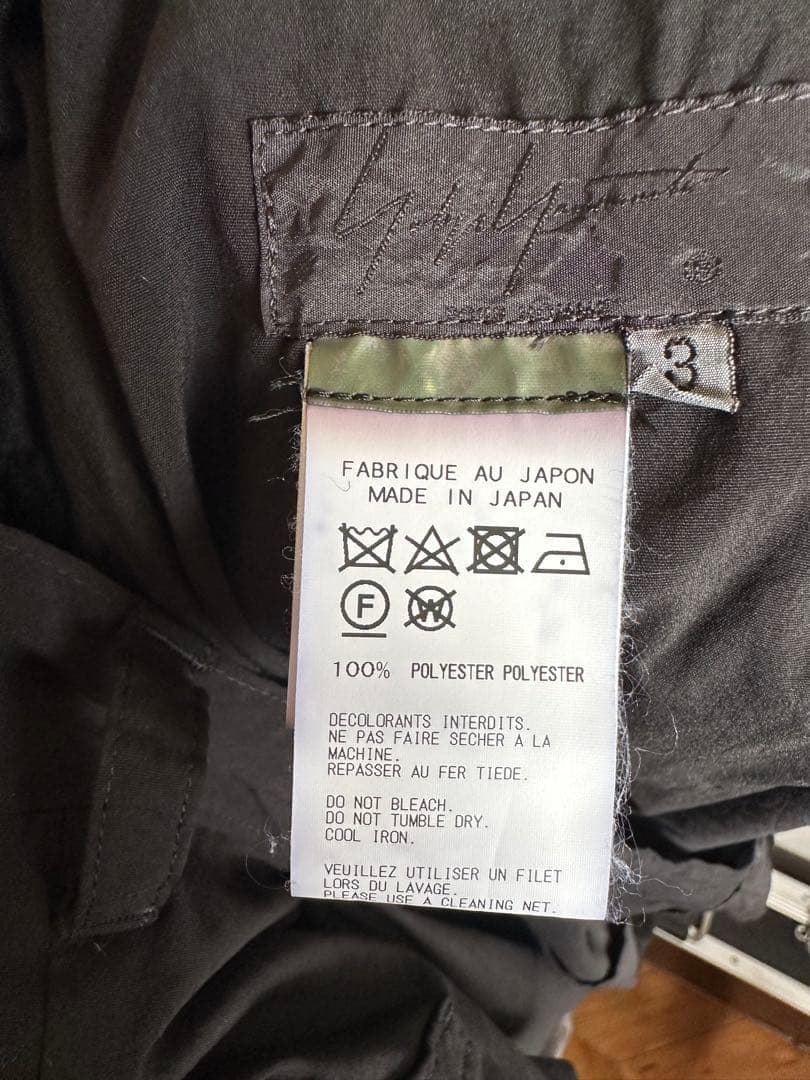 Yohji Yamamoto
3
FABRIQUE AU JAPON
MADE IN JAPAN
F W
100% POLYESTER POLYESTER
DECOLORANTS INTERDITS.
NE PAS FAIRE SECHER A LA
MACHINE.
REPASSER AU FER TIEDE.
DO NOT BLEACH.
DO NOT TUMBLE DRY.
COOL IRON.
VEUILLEZ UTILISER UN FILET
LORS DU LAVAGE.
PLEASE USE A CLEANING NET.